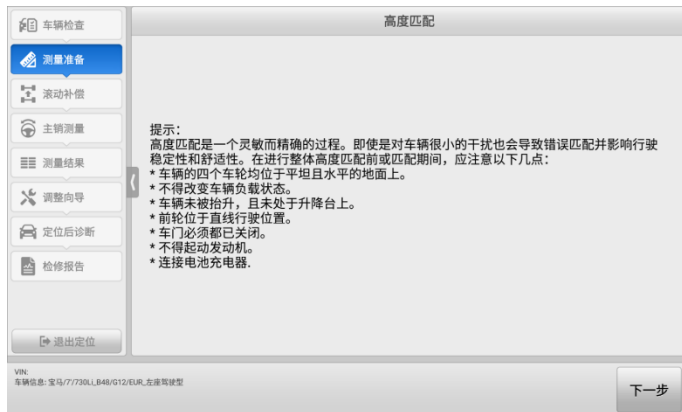 车辆检查
高度匹配
测量准备
滚动补偿
主销测量
测量结果
调整向导
定位后诊断
检修报告
退出定位
提示：
高度匹配是一个灵敏而精确的过程。即使是对车辆很小的干扰也会导致错误匹配并影响行驶
稳定性和舒适性。在进行整体高度匹配前或匹配期间，应注意以下几点：
* 车辆的四个车轮均位于平坦且水平的地面上。
* 不得改变车辆负载状态。
* 车辆未被抬升，且未处于升降台上。
* 前轮位于直线行驶位置。
* 车门必须都已关闭。
* 不得起动发动机。
* 连接电池充电器.
VIN:
车辆信息: 宝马/7'/730Li,B48/G12/EUR,左座驾驶型
下一步